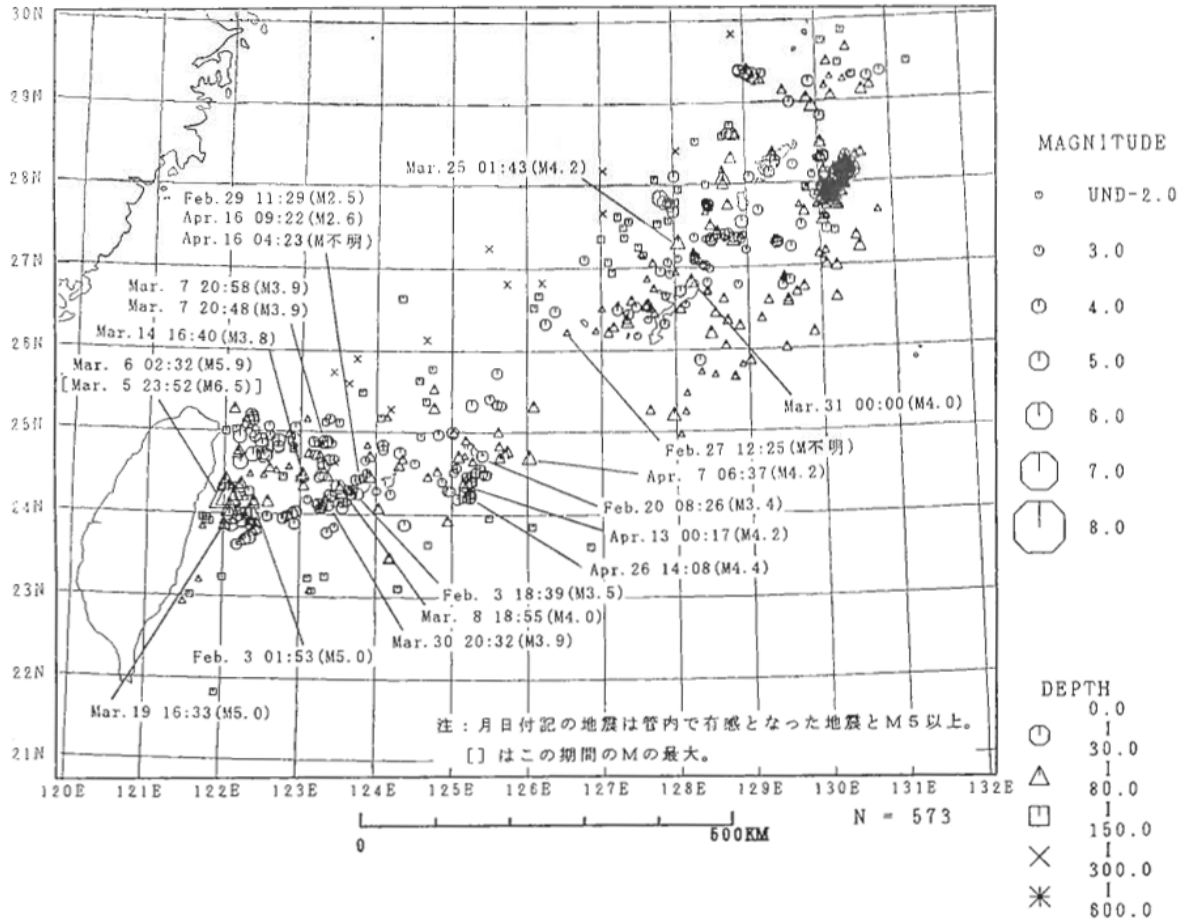 30N
29N
28N
27N
26N
25N
24N
23N
22N
21N
120E 121E 122E 123E 124E 125E 126E 127E 128E 129E 130E 131E 132E
Mar.25 01:43(M4.2)
Feb.29 11:29(M2.5)
Apr.16 09:22(M2.6)
Apr.16 04:23(M不明)
Mar. 7 20:58(M3.9)
Mar. 7 20:48(M3.9)
Mar.14 16:40(M3.8)
Mar. 6 02:32(M5.9)
[Mar. 5 23:52(M6.5)]
Mar.31 00:00(M4.0)
Feb.27 12:25(M不明)
Apr. 7 06:37(M4.2)
Feb.20 08:26(M3.4)
Apr.13 00:17(M4.2)
Apr.26 14:08(M4.4)
Feb. 3 18:39(M3.5)
Mar. 8 18:55(M4.0)
Mar.30 20:32(M3.9)
Feb. 3 01:53(M5.0)
Mar.19 16:33(M5.0)
注：月日付記の地震は管内で有感となった地震とM5以上。
[]はこの期間のMの最大。
0 500KM
N = 573
MAGNITUDE
UND-2.0
3.0
4.0
5.0
6.0
7.0
8.0
DEPTH
0.0
I
30.0
I
80.0
I
150.0
I
300.0
I
600.0